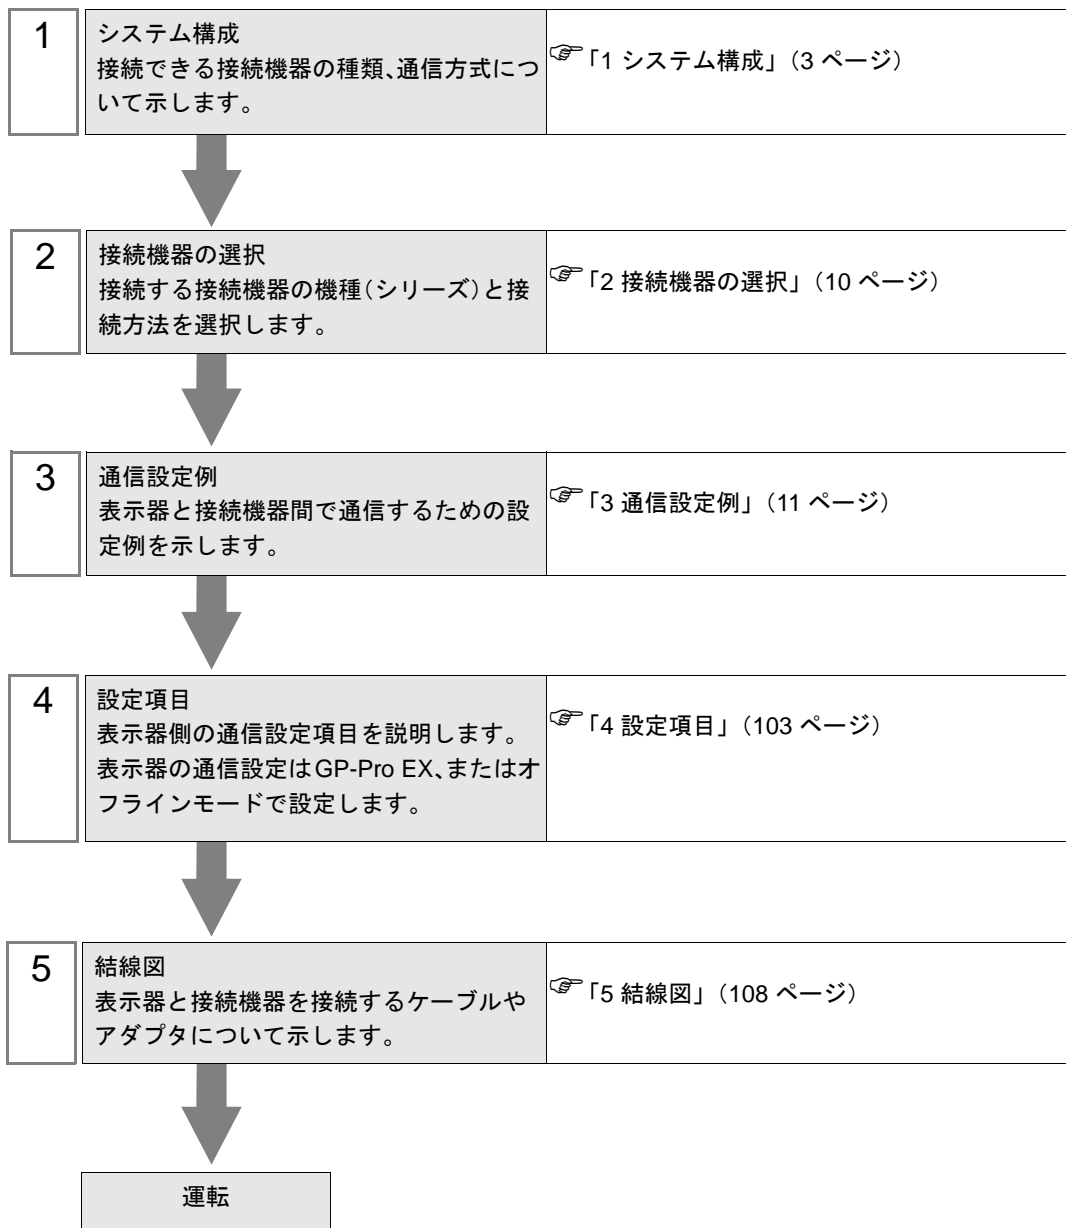 1
システム構成
接続できる接続機器の種類、通信方式につ
いて示します。
☞「1 システム構成」(3 ページ)
2
接続機器の選択
接続する接続機器の機種(シリーズ)と接
続方法を選択します。
☞「2 接続機器の選択」(10 ページ)
3
通信設定例
表示器と接続機器間で通信するための設
定例を示します。
☞「3 通信設定例」(11 ページ)
4
設定項目
表示器側の通信設定項目を説明します。
表示器の通信設定はGP-Pro EX、またはオ
フラインモードで設定します。
☞「4 設定項目」(103 ページ)
5
結線図
表示器と接続機器を接続するケーブルや
アダプタについて示します。
☞「5 結線図」(108 ページ)
運転